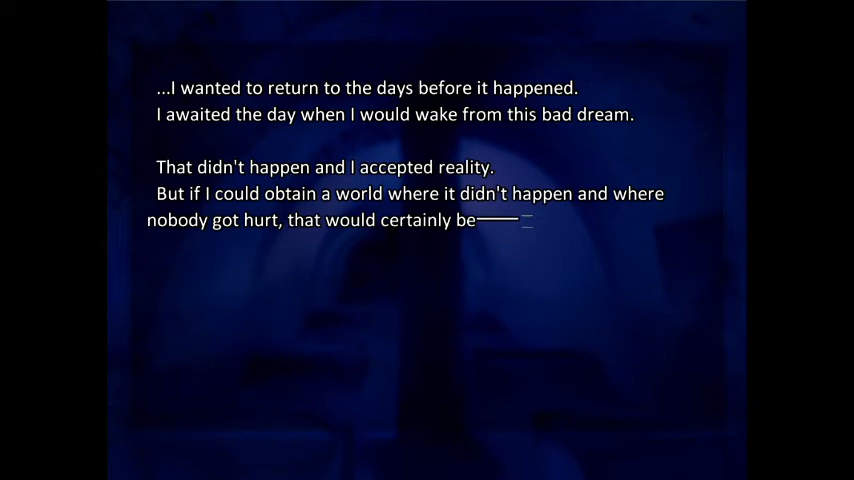 ...I wanted to return to the days before it happened.
I awaited the day when I would wake from this bad dream.
That didn't happen and I accepted reality.
But if I could obtain a world where it didn't happen and where
nobody got hurt, that would certainly be――